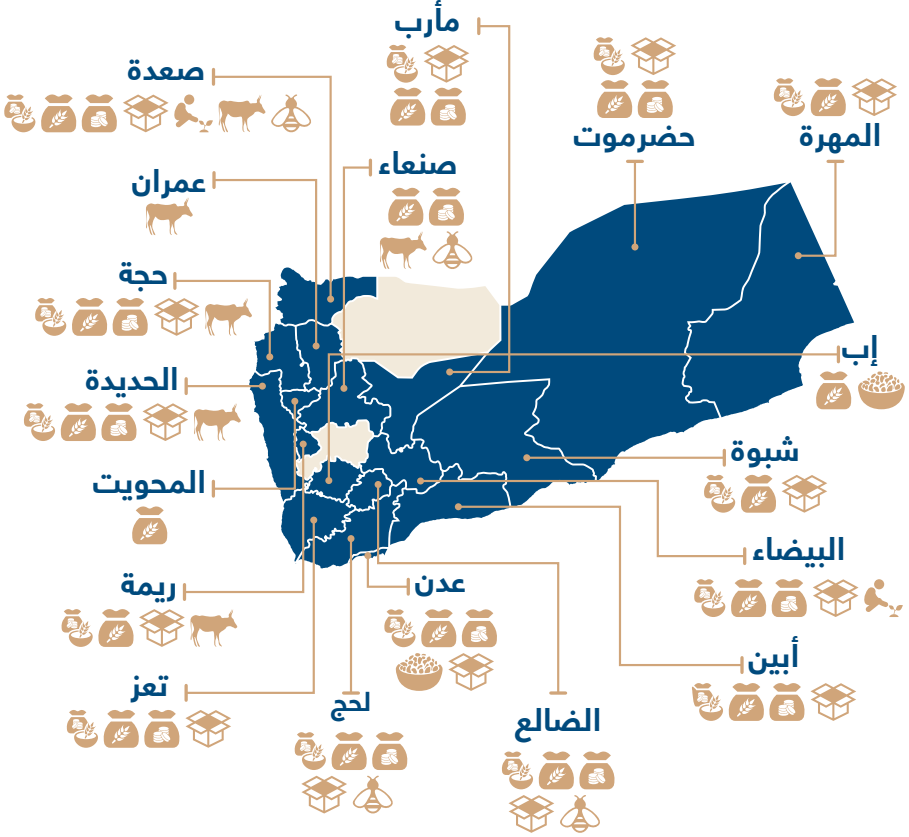 مأرب
صعدة
حضرموت
المهرة
صنعاء
عمران
حجة
إب
الحديدة
شبوة
المحويت
البيضاء
ريمة
عدن
أبين
تعز
لحج
الضالع